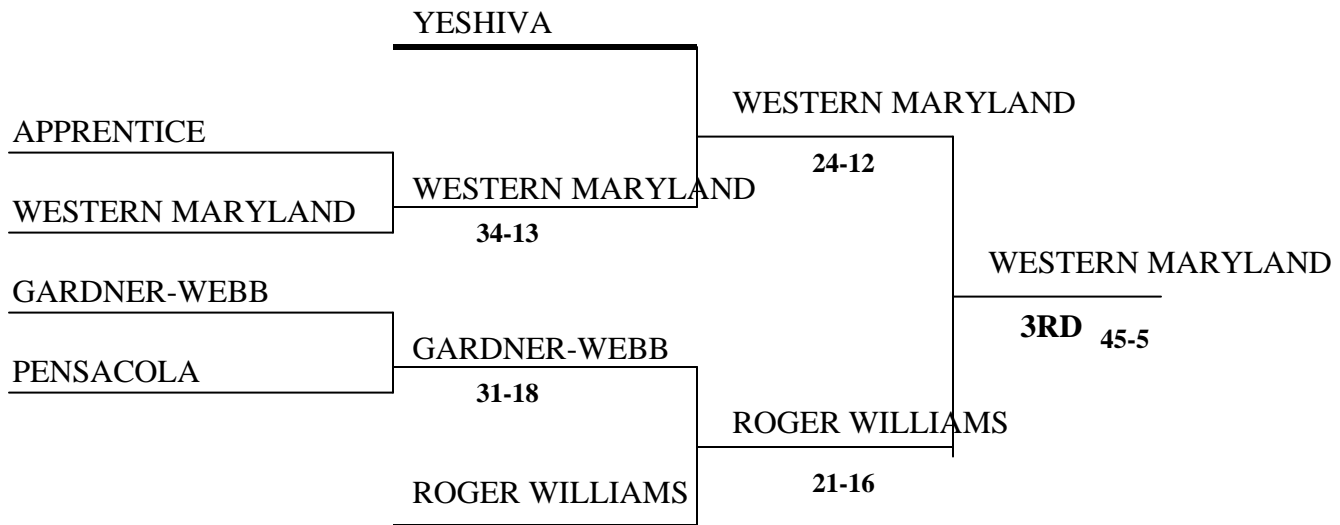 YESHIVA
WESTERN MARYLAND
APPRENTICE
24-12
WESTERN MARYLAND
WESTERN MARYLAND
34-13
WESTERN MARYLAND
GARDNER-WEBB
3RD 45-5
GARDNER-WEBB
PENSACOLA
31-18
ROGER WILLIAMS
21-16
ROGER WILLIAMS